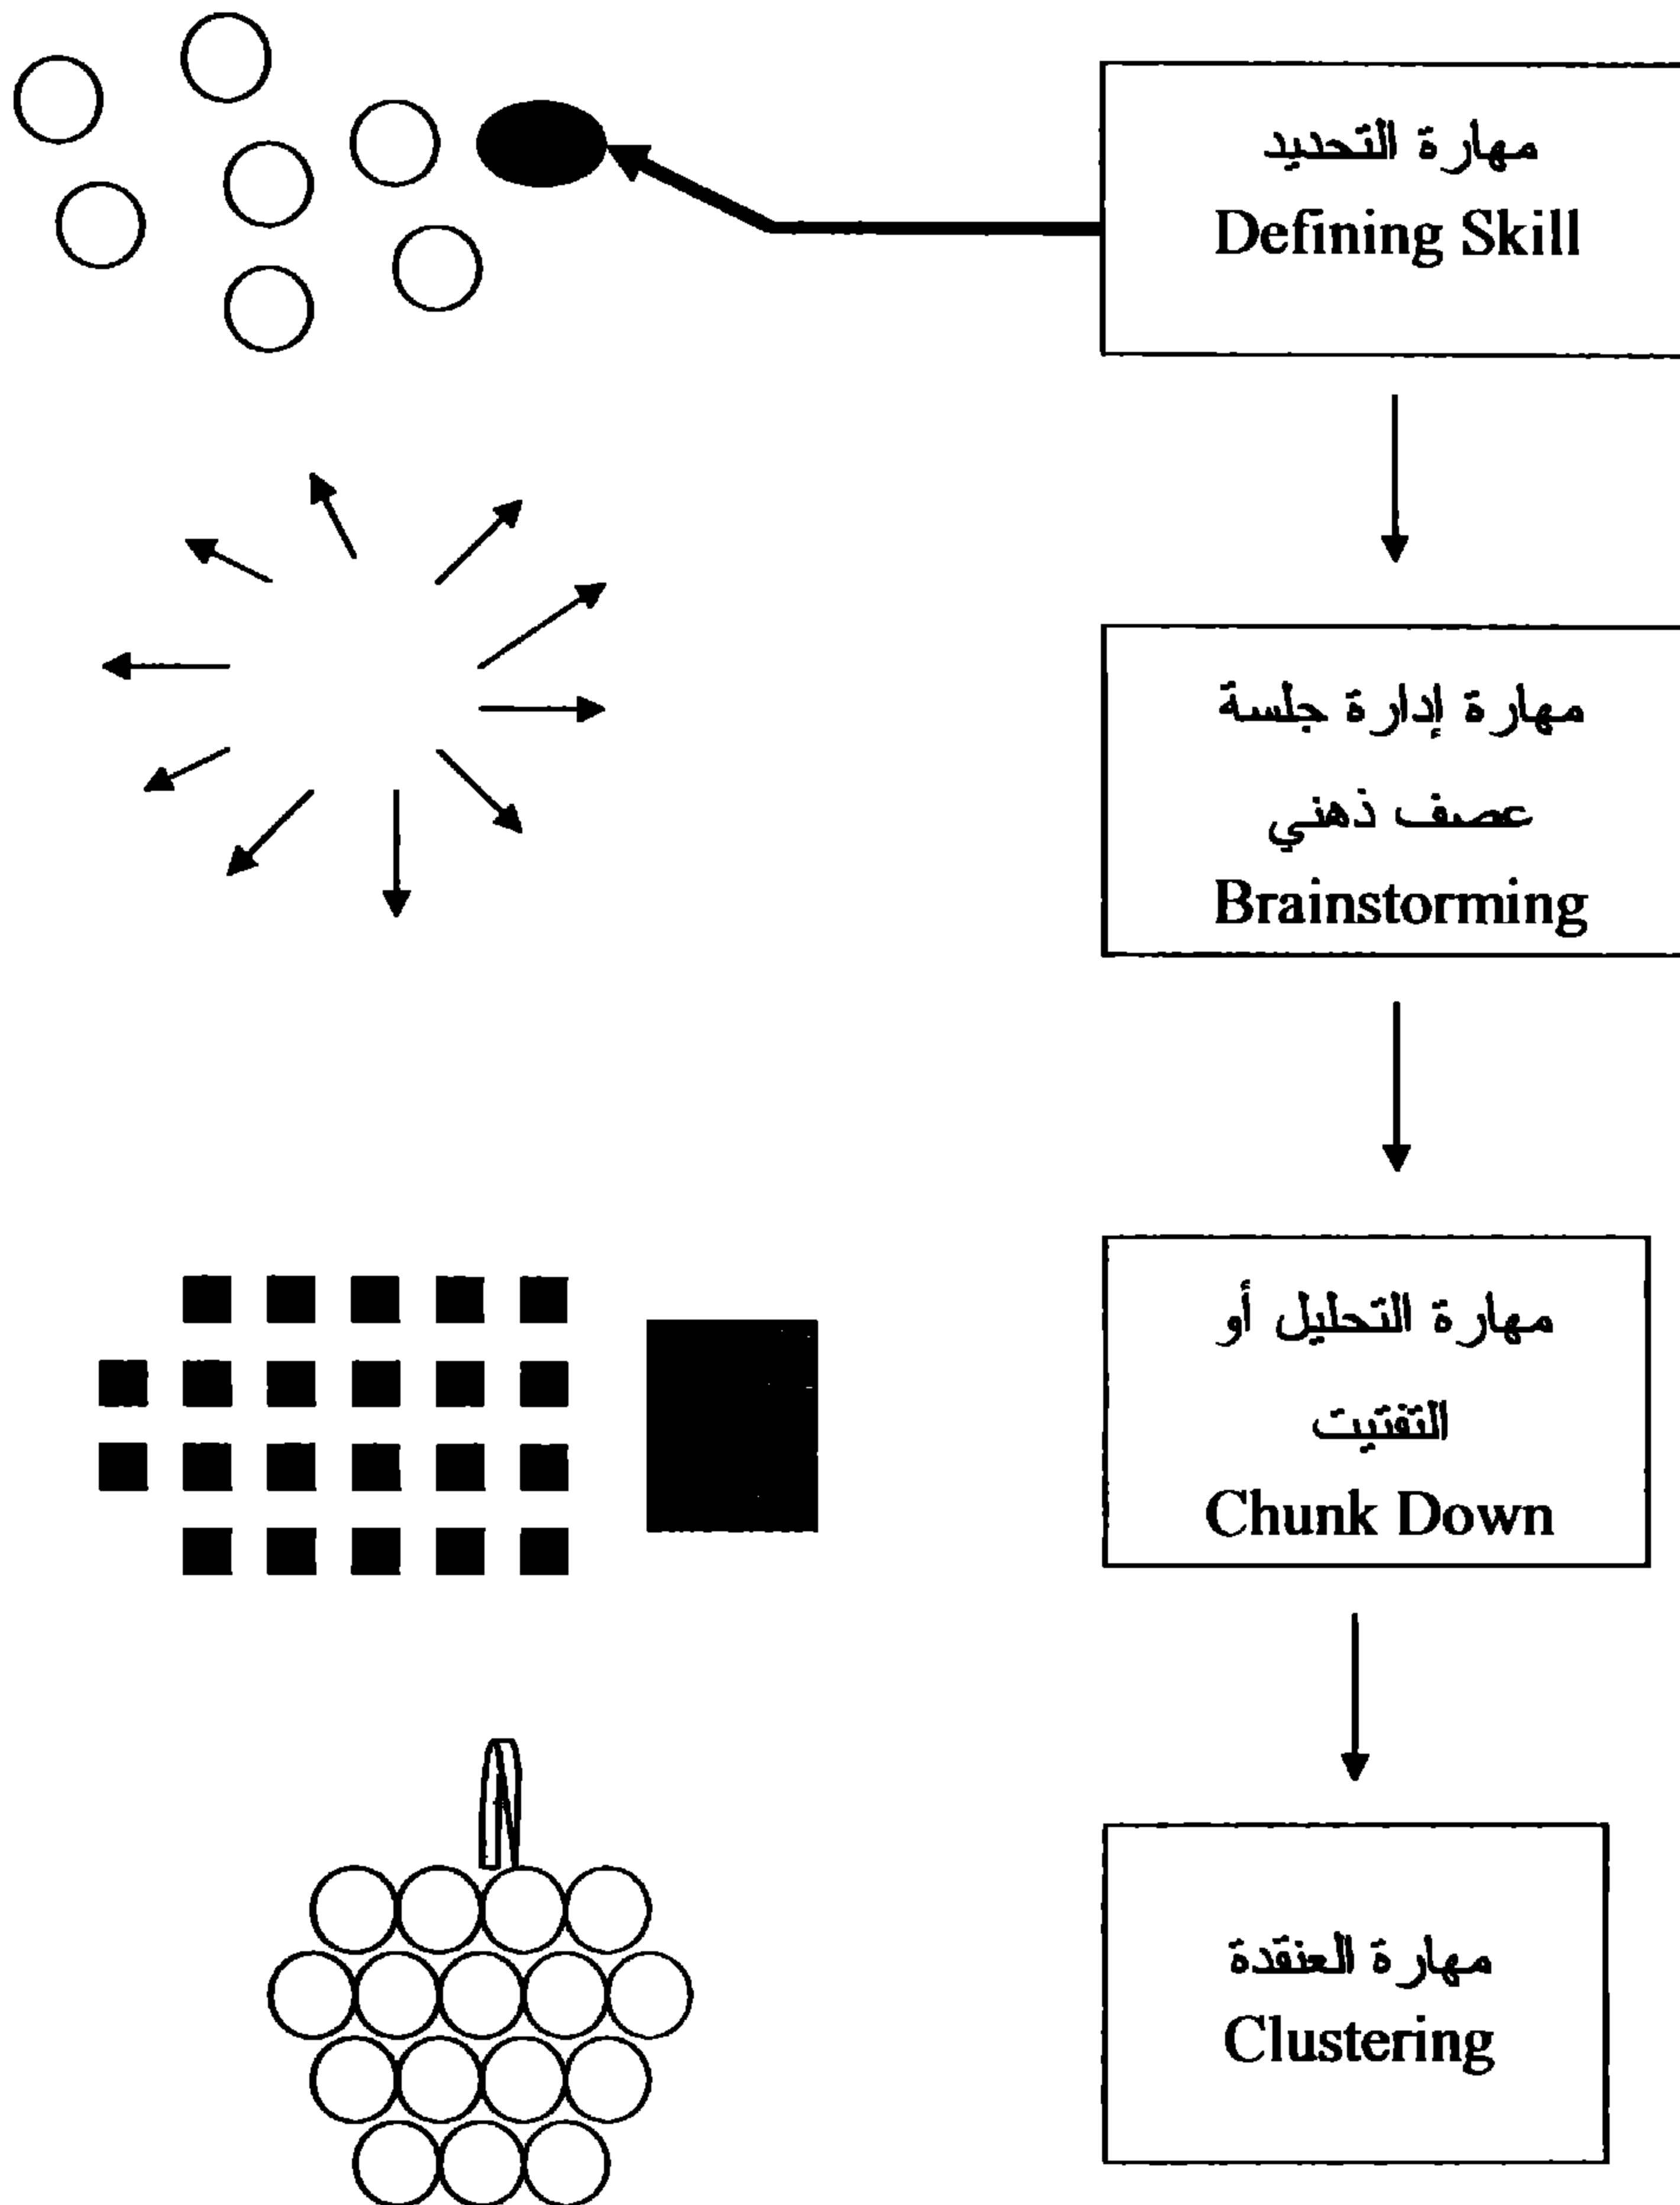 مهارة التحديد
Defining Skill
مهارة إدارة جلسة
عصف ذهني
Brainstorming
مهارة التحليل أو
التفتيت
Chunk Down
مهارة العنقدة
Clustering